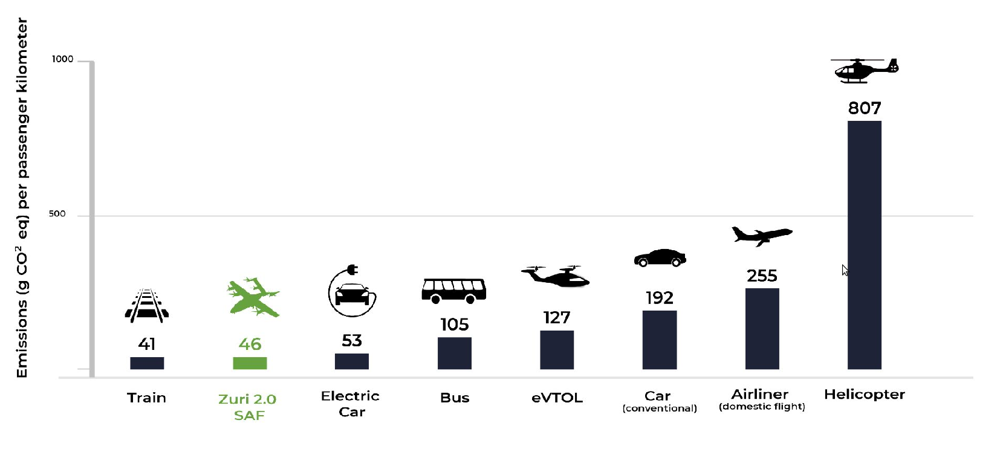 Emissions (g CO² eq) per passenger kilometer
1000
500
41
46
53
105
127
192
255
807
Train
Zuri 2.0
SAF
Electric
Car
Bus
eVTOL
Car
(conventional)
Airliner
(domestic flight)
Helicopter